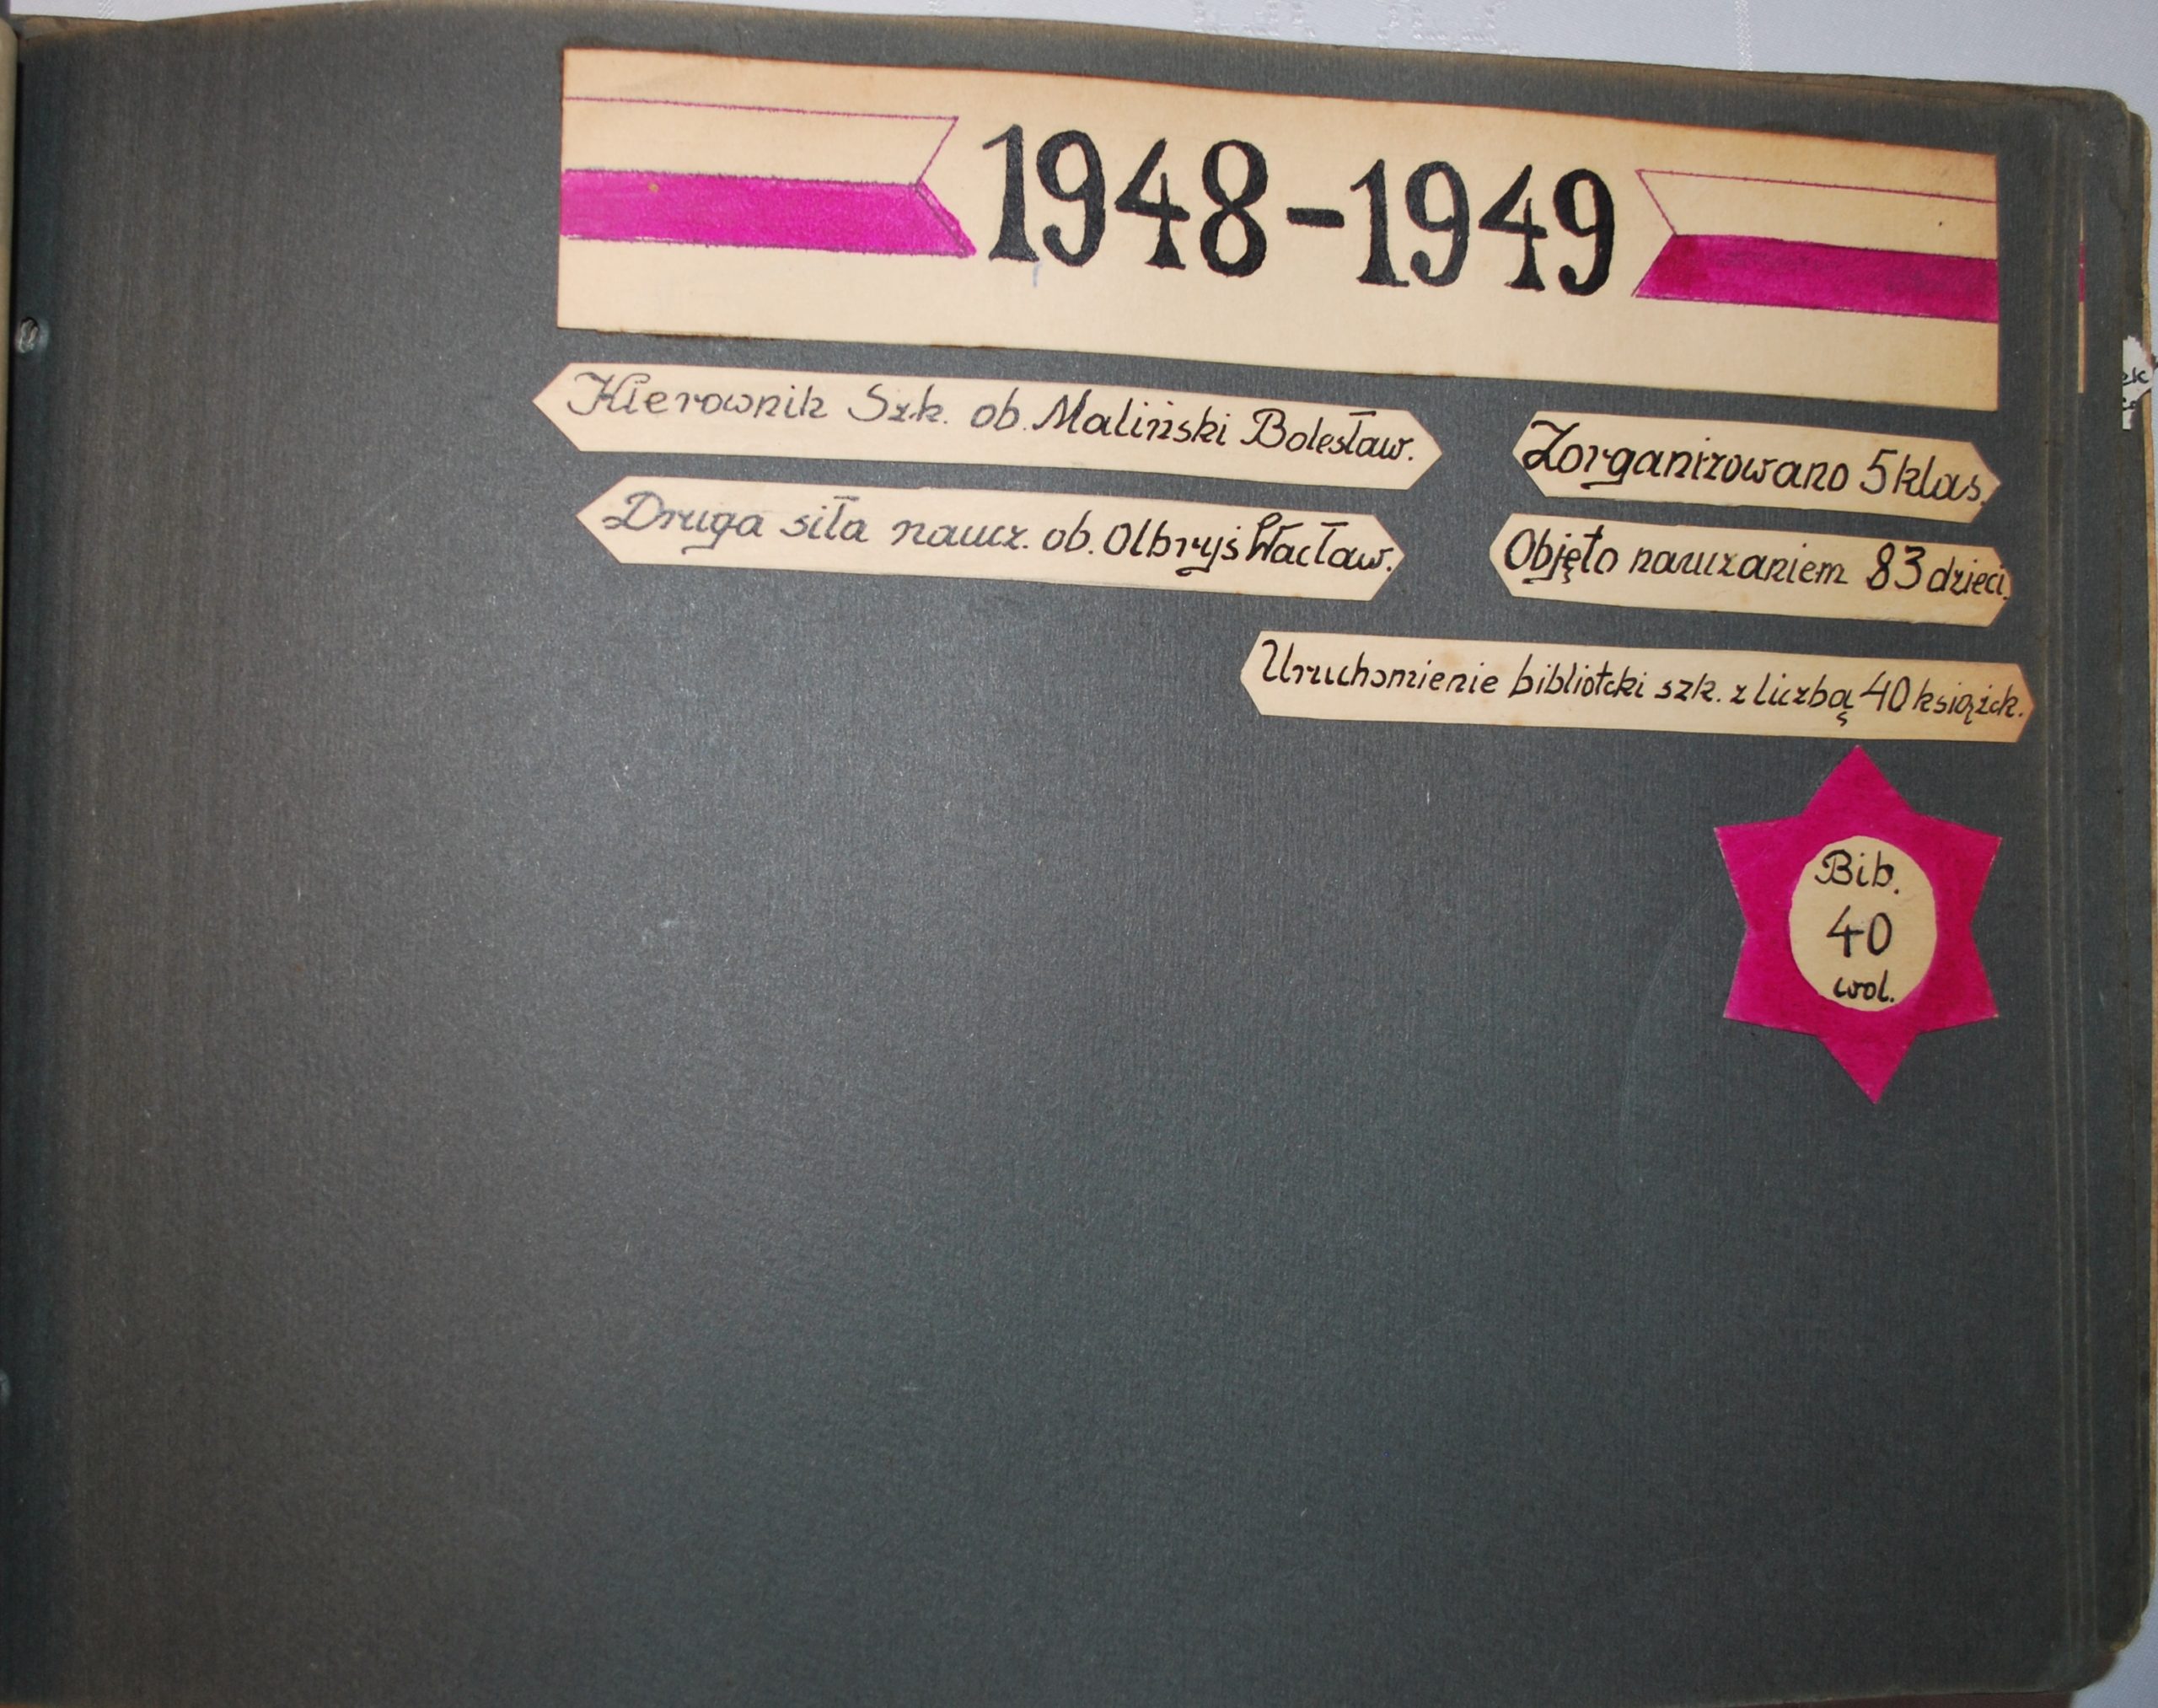 1948-1949
Kierownik Szk. ob. Maliński Bolesław.
Druga siła naucz. ob. Olbryś Wacław.
Zorganizowano 5 klas.
Objęto nauczaniem 83 dzieci.
Uruchomienie biblioteki szk. z liczbą 40 książek.
Bib.
40
wol.